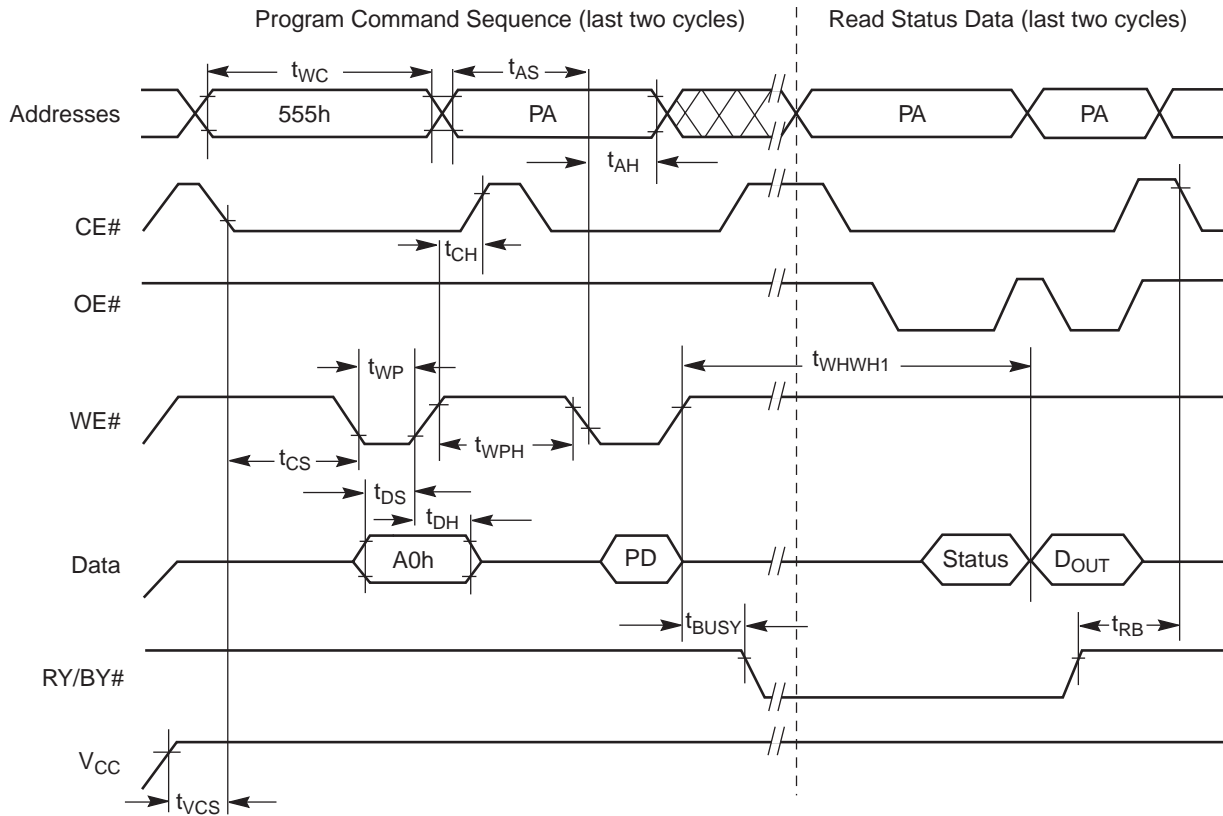 Program Command Sequence (last two cycles)
Read Status Data (last two cycles)
tWC
tAS
Addresses
555h
PA
PA
PA
tAH
CE#
tCH
OE#
tWP
tWHWH1
WE#
tCS
tWPH
tDS
tDH
Data
A0h
PD
Status
DOUT
tBUSY
tRB
RY/BY#
VCC
tVCS